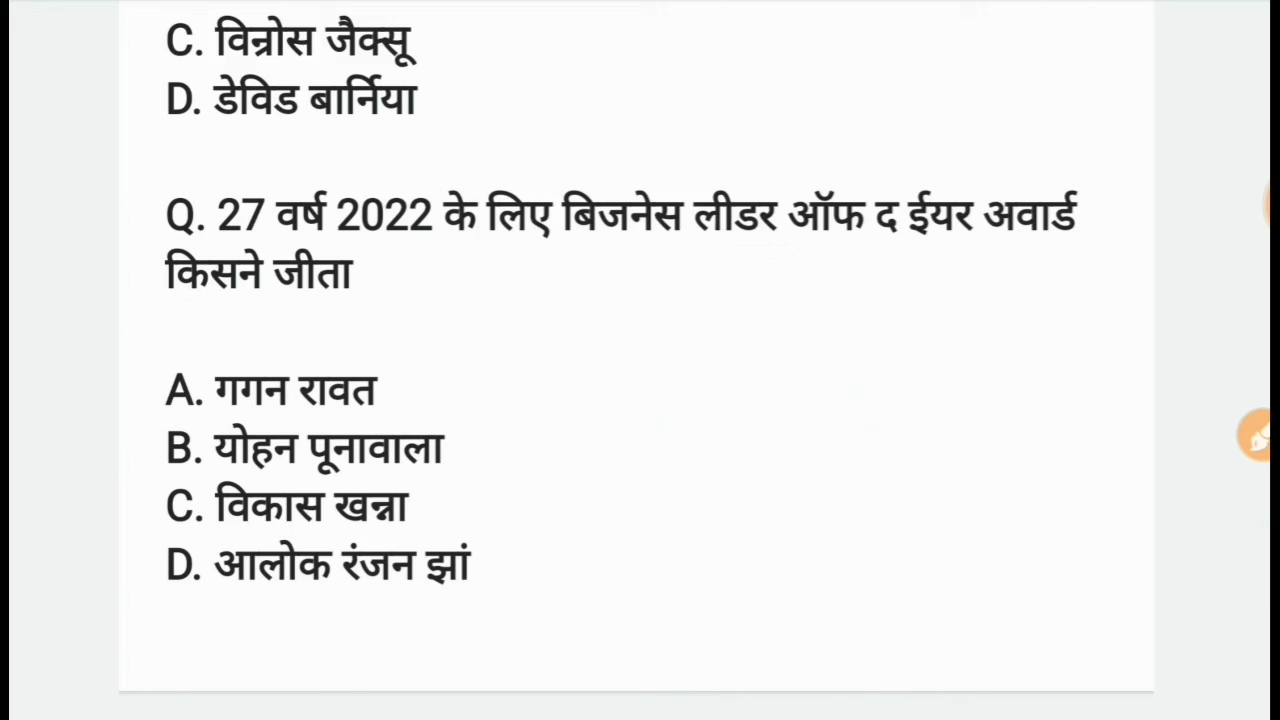 C. विन्रोस जैक्सू
D. डेविड बार्निया
Q. 27 वर्ष 2022 के लिए बिजनेस लीडर ऑफ द ईयर अवार्ड
किसने जीता
A. गगन रावत
B. योहन पूनावाला
C. विकास खन्ना
D. आलोक रंजन झां